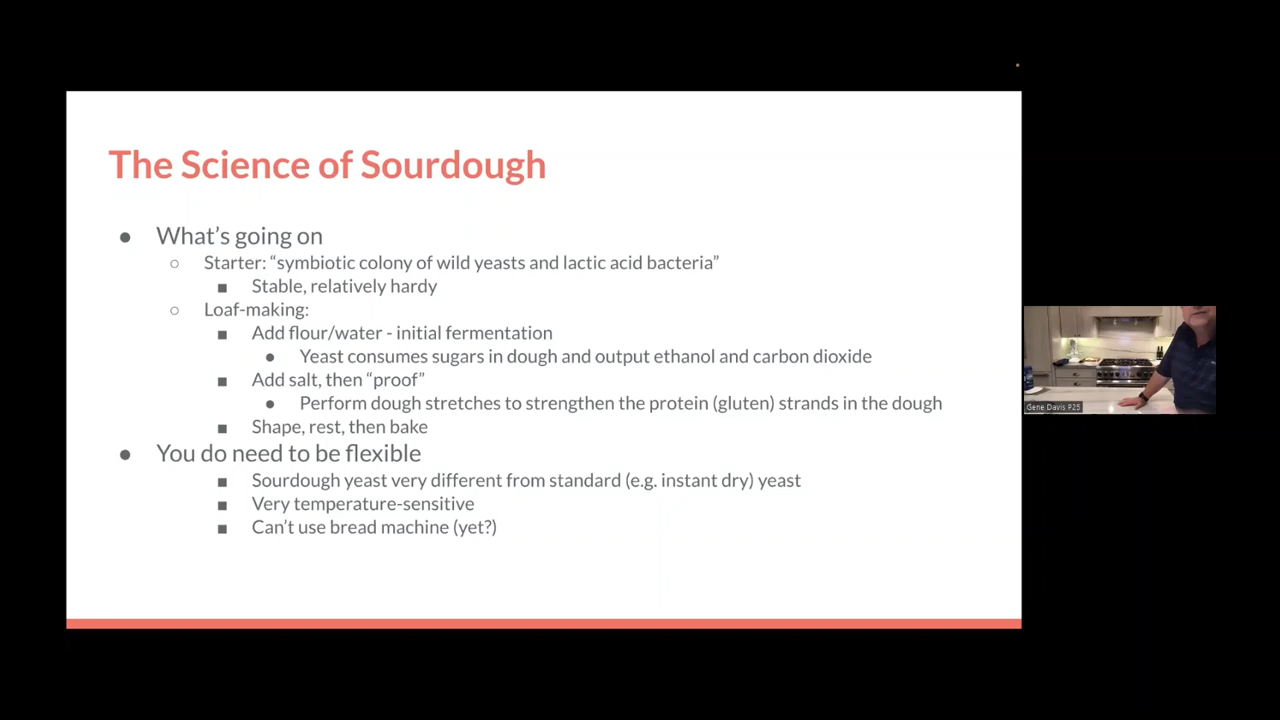 The Science of Sourdough
● What’s going on
○ Starter: “symbiotic colony of wild yeasts and lactic acid bacteria”
■ Stable, relatively hardy
○ Loaf-making:
■ Add flour/water - initial fermentation
● Yeast consumes sugars in dough and output ethanol and carbon dioxide
■ Add salt, then “proof”
● Perform dough stretches to strengthen the protein (gluten) strands in the dough
■ Shape, rest, then bake
● You do need to be flexible
■ Sourdough yeast very different from standard (e.g. instant dry) yeast
■ Very temperature-sensitive
■ Can’t use bread machine (yet?)
Gene Davis P25